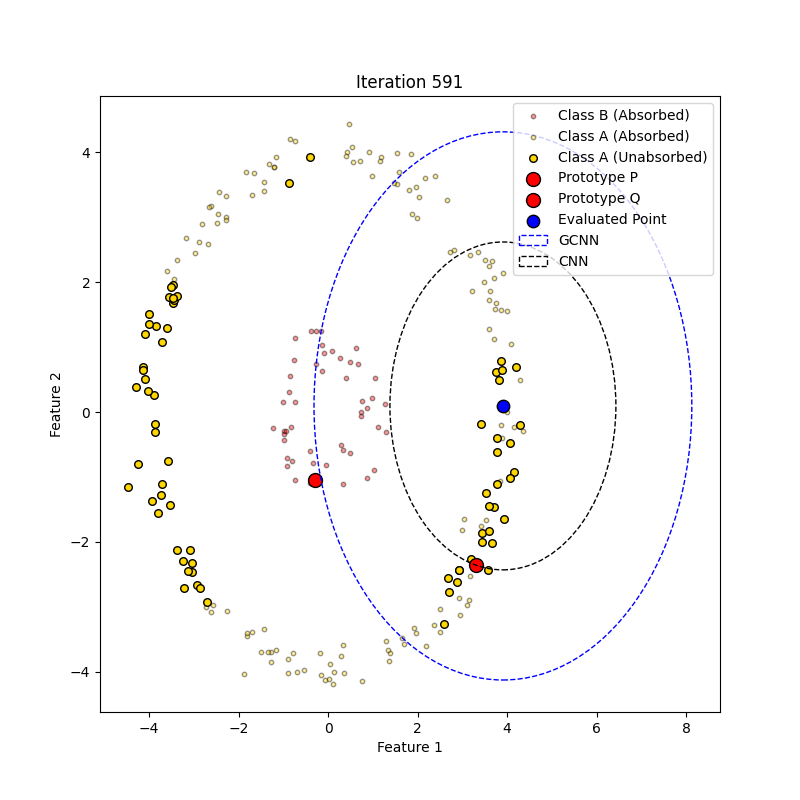 Iteration 591
Class B (Absorbed)
Class A (Absorbed)
Class A (Unabsorbed)
Prototype P
Prototype Q
Evaluated Point
GCNN
CNN
4
2
0
−2
−4
Feature 2
−4 −2 0 2 4 6 8
Feature 1